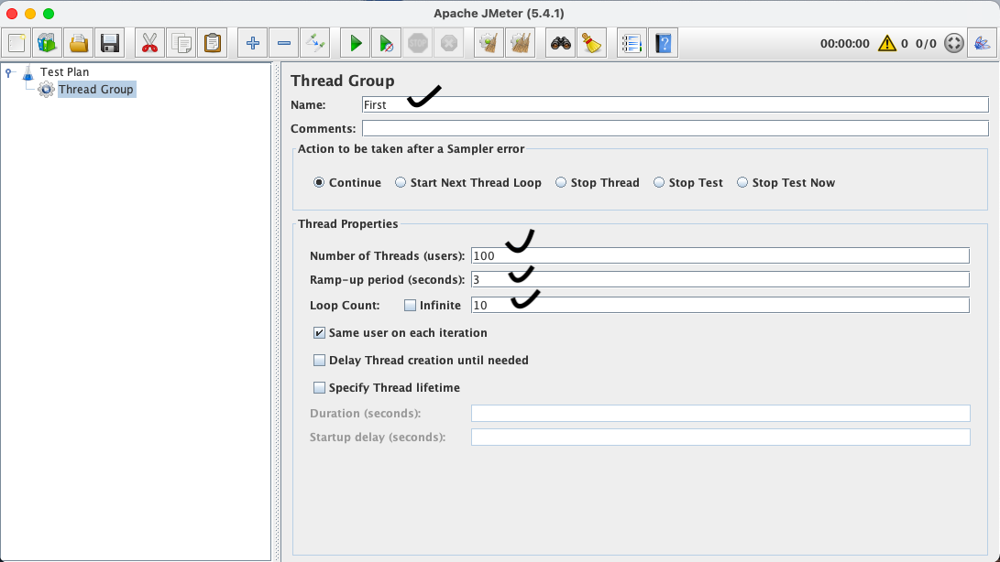 Apache JMeter (5.4.1)
STOP
00:00:00 0 0/0
Test Plan
Thread Group
Thread Group
Name: First
Comments:
Action to be taken after a Sampler error
Continue Start Next Thread Loop Stop Thread Stop Test Stop Test Now
Thread Properties
Number of Threads (users): 100
Ramp-up period (seconds): 3
Loop Count: Infinite 10
Same user on each iteration
Delay Thread creation until needed
Specify Thread lifetime
Duration (seconds):
Startup delay (seconds):